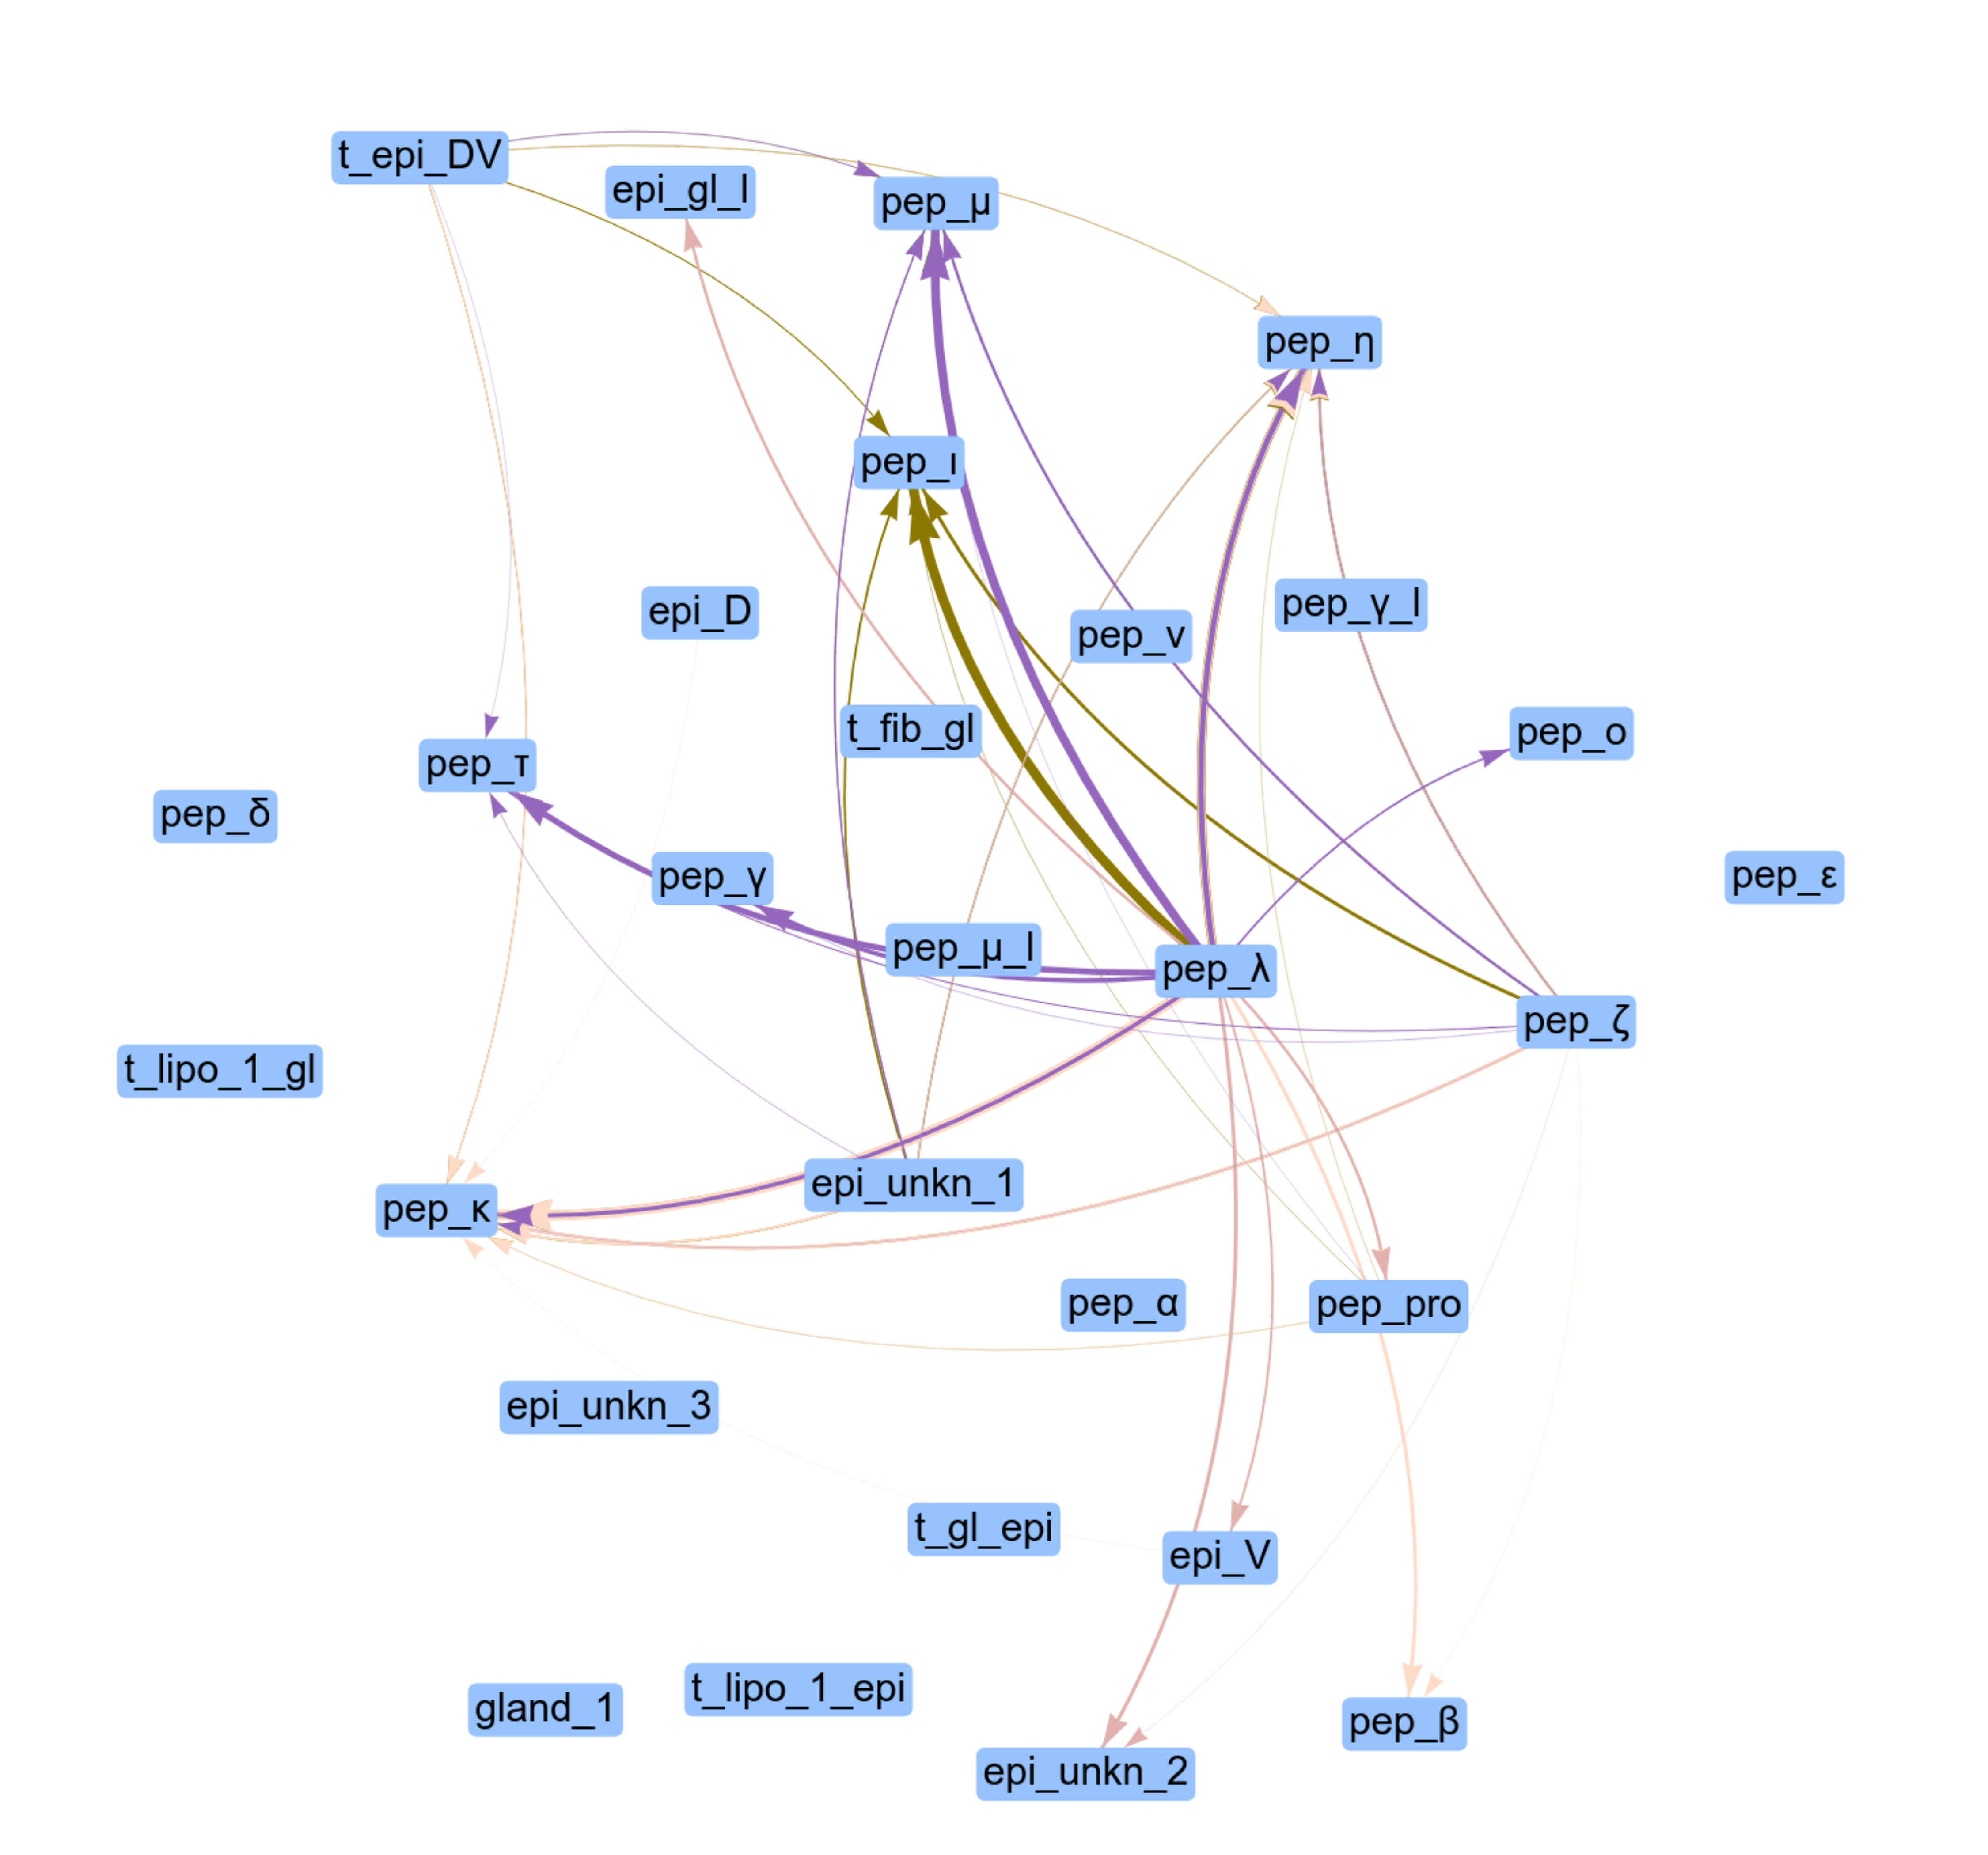 t_epi_DV
epi_gl_l
pep_μ
pep_η
pep_ι
epi_D
pep_ν
pep_γ_l
t_fib_gl
pep_ο
pep_τ
pep_δ
pep_γ
pep_ε
pep_μ_l
pep_λ
pep_ζ
t_lipo_1_gl
epi_unkn_1
pep_κ
pep_α
pep_pro
epi_unkn_3
t_gl_epi
epi_V
t_lipo_1_epi
gland_1
pep_β
epi_unkn_2